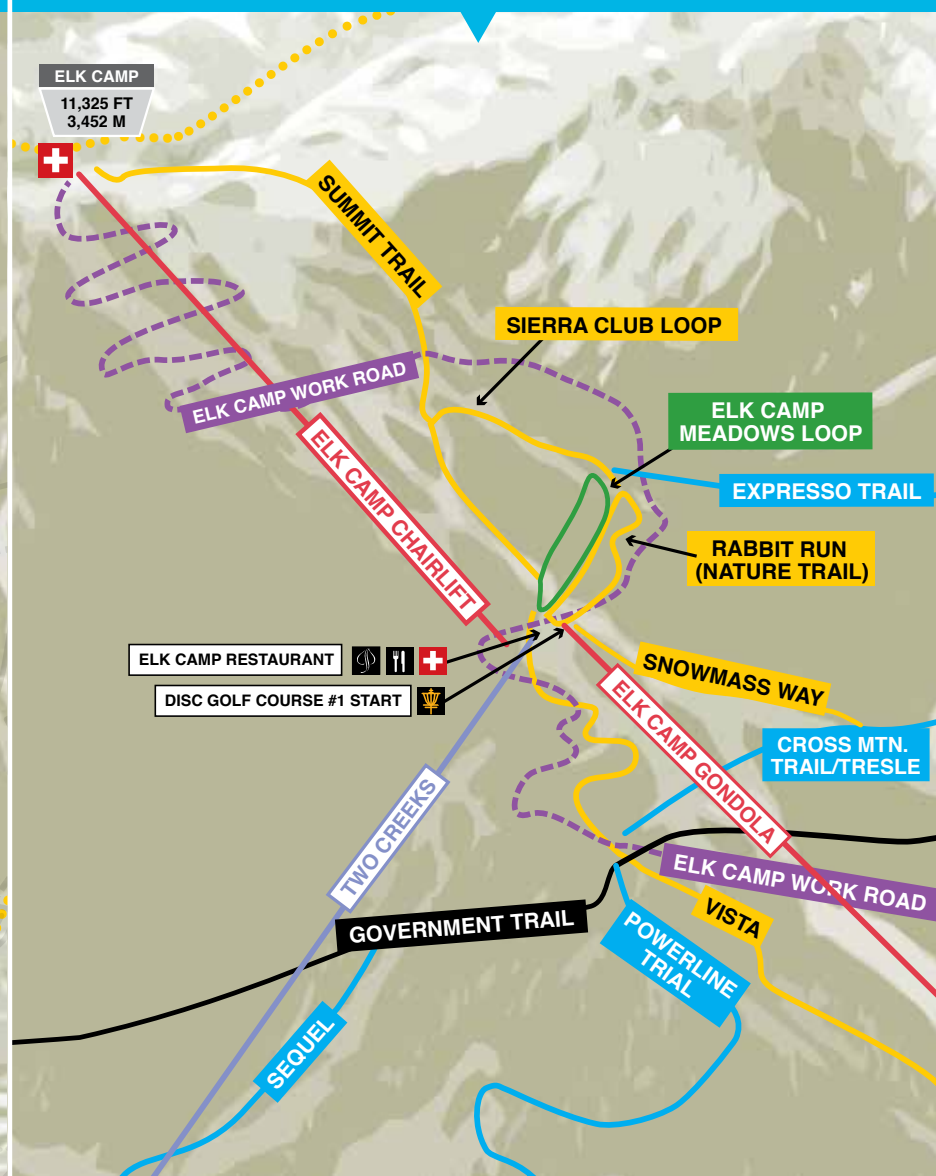 ELK CAMP
11,325 FT
3,452 M
SUMMIT TRAIL
SIERRA CLUB LOOP
ELK CAMP WORK ROAD
ELK CAMP
MEADOWS LOOP
ELK CAMP CHAIRLIFT
EXPRESSO TRAIL
RABBIT RUN
(NATURE TRAIL)
ELK CAMP RESTAURANT
SNOWMASS WAY
DISC GOLF COURSE #1 START
ELK CAMP GONDOLA
CROSS MTN.
TRAIL/TRESLE
TWO CREEKS
ELK CAMP WORK ROAD
VISTA
GOVERNMENT TRAIL
POWERLINE
TRIAL
SEQUEL